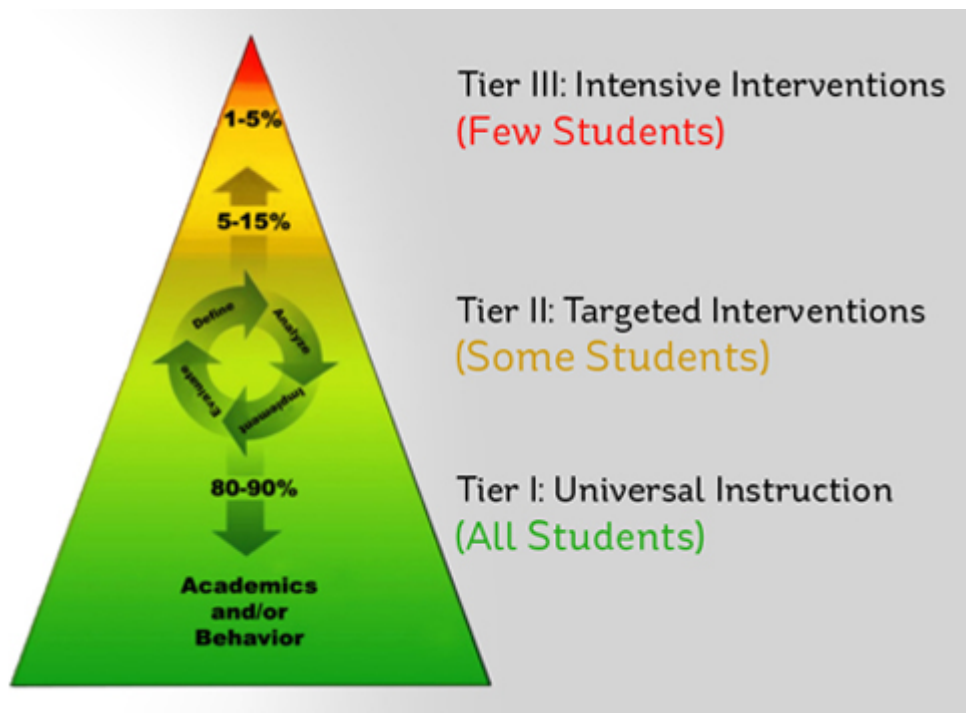 Tier III: Intensive Interventions
(Few Students)
1-5%
5-15%
Define
Analyze
Implement
Evaluate
Tier II: Targeted Interventions
(Some Students)
80-90%
Tier I: Universal Instruction
(All Students)
Academics
and/or
Behavior